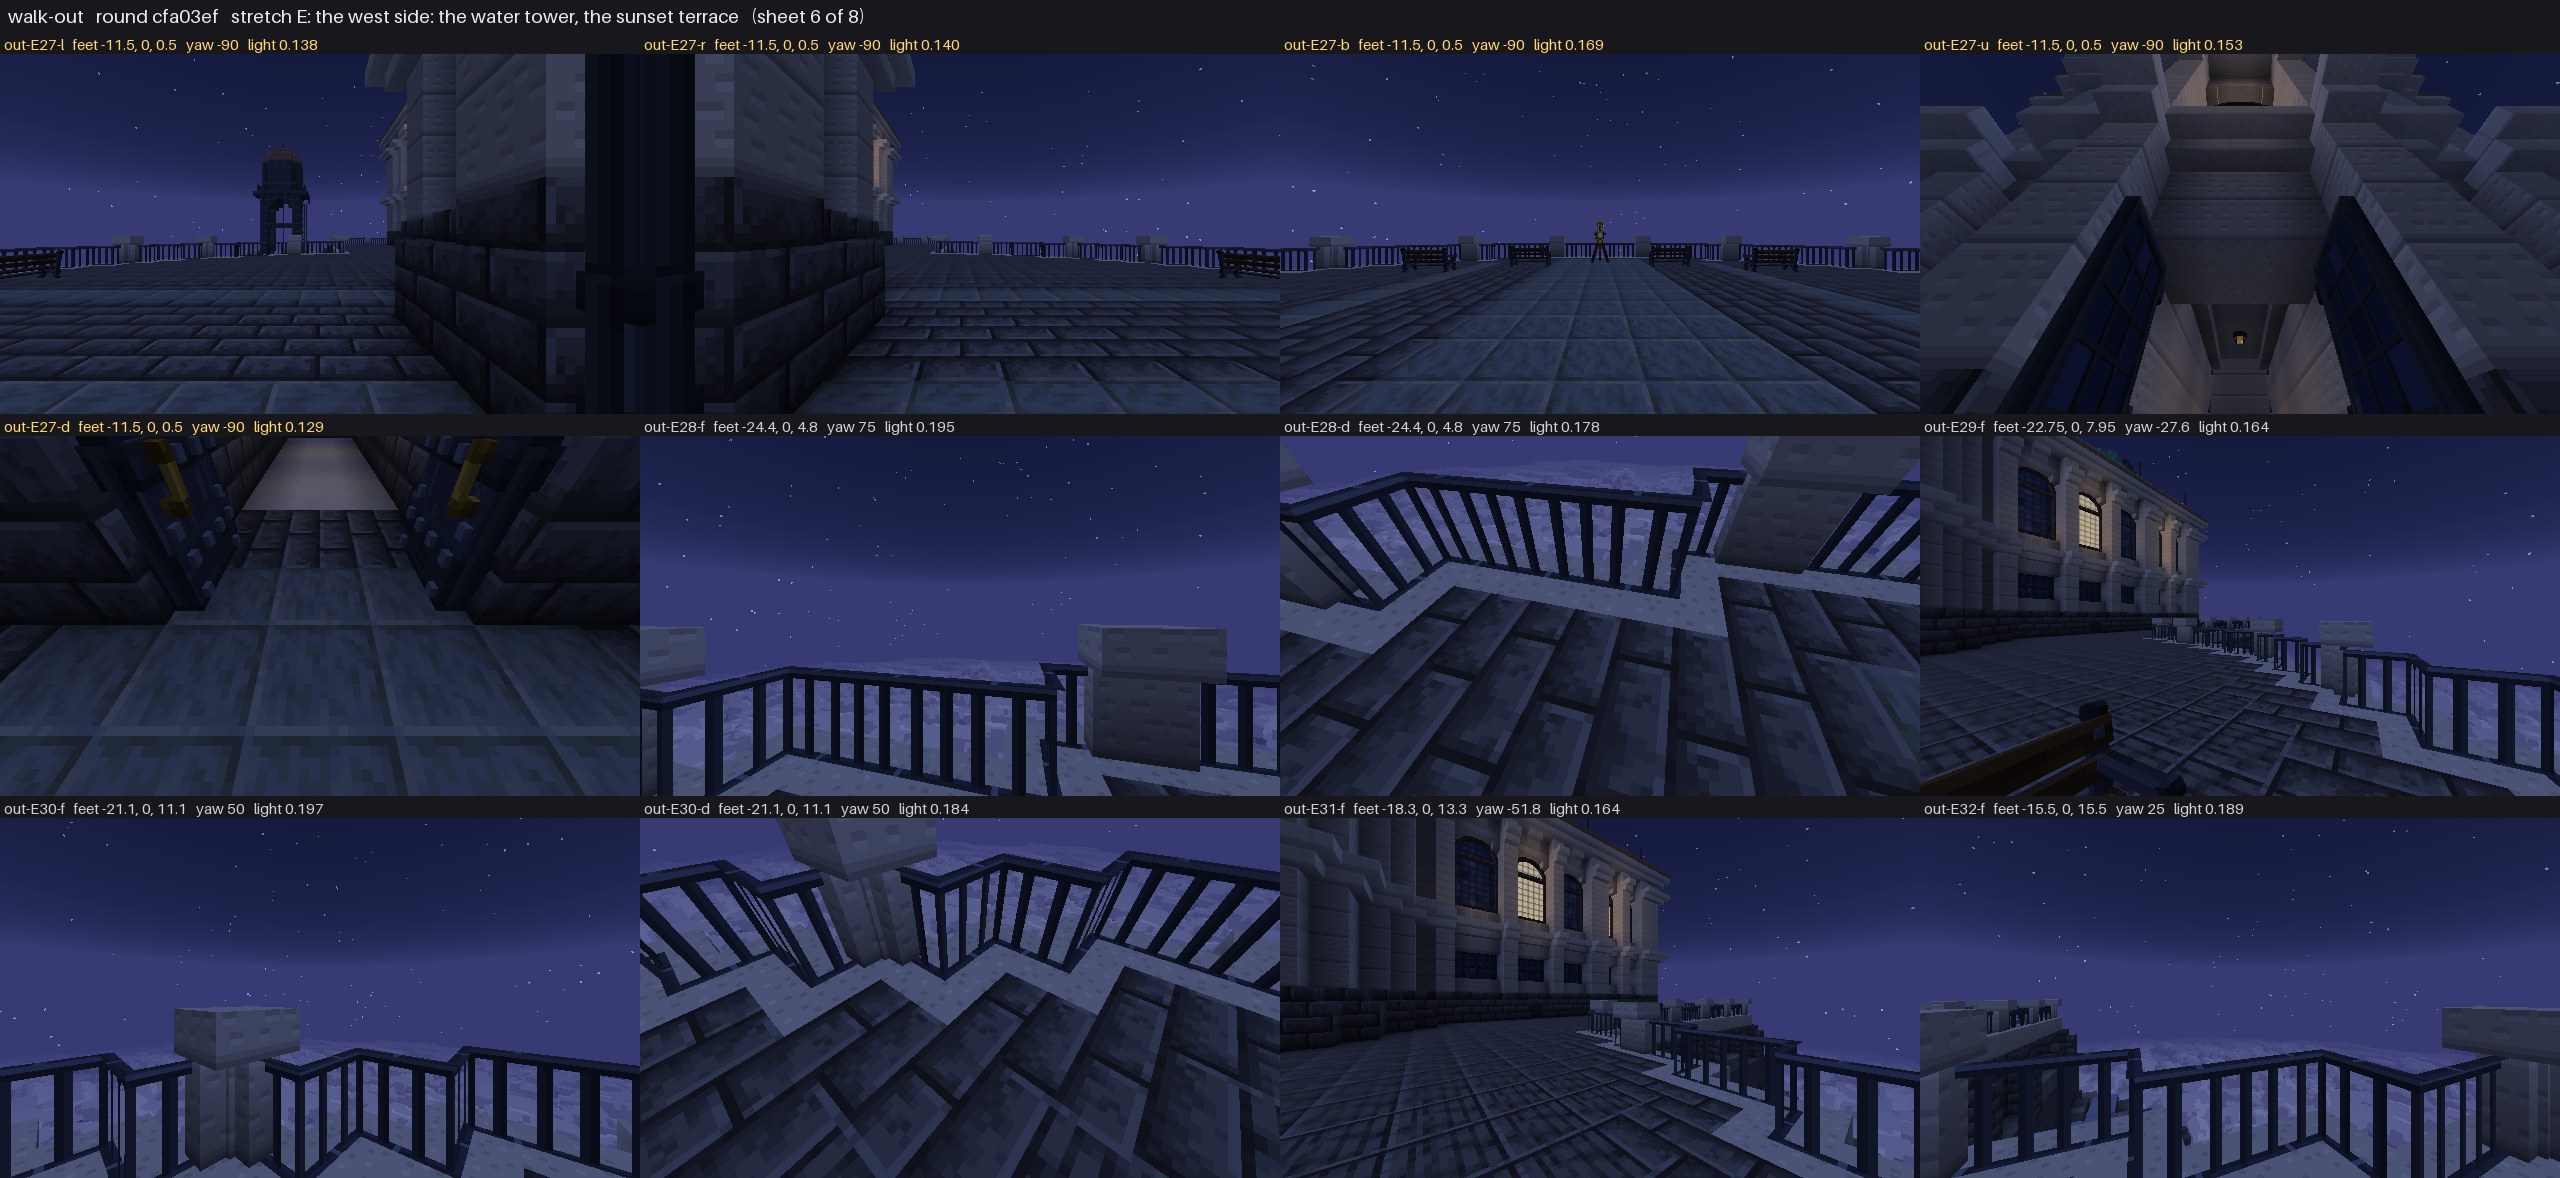 walk-out round cfa03ef stretch E: the west side: the water tower, the sunset terrace (sheet 6 of 8)
out-E27-l feet -11.5, 0, 0.5 yaw -90 light 0.138
out-E27-r feet -11.5, 0, 0.5 yaw -90 light 0.140
out-E27-b feet -11.5, 0, 0.5 yaw -90 light 0.169
out-E27-u feet -11.5, 0, 0.5 yaw -90 light 0.153
out-E27-d feet -11.5, 0, 0.5 yaw -90 light 0.129
out-E28-f feet -24.4, 0, 4.8 yaw 75 light 0.195
out-E28-d feet -24.4, 0, 4.8 yaw 75 light 0.178
out-E29-f feet -22.75, 0, 7.95 yaw -27.6 light 0.164
out-E30-f feet -21.1, 0, 11.1 yaw 50 light 0.197
out-E30-d feet -21.1, 0, 11.1 yaw 50 light 0.184
out-E31-f feet -18.3, 0, 13.3 yaw -51.8 light 0.164
out-E32-f feet -15.5, 0, 15.5 yaw 25 light 0.189